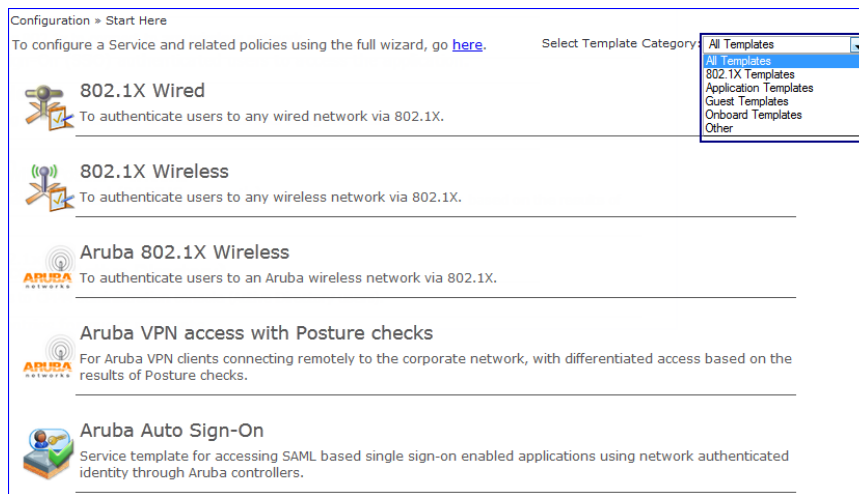 Configuration » Start Here
To configure a Service and related policies using the full wizard, go here.
Select Template Category: All Templates
All Templates
802.1X Templates
Application Templates
Guest Templates
Onboard Templates
Other
802.1X Wired
To authenticate users to any wired network via 802.1X.
802.1X Wireless
To authenticate users to any wireless network via 802.1X.
ARUBA
networks
Aruba 802.1X Wireless
To authenticate users to an Aruba wireless network via 802.1X.
ARUBA
networks
Aruba VPN access with Posture checks
For Aruba VPN clients connecting remotely to the corporate network, with differentiated access based on the
results of Posture checks.
Aruba Auto Sign-On
Service template for accessing SAML based single sign-on enabled applications using network authenticated
identity through Aruba controllers.